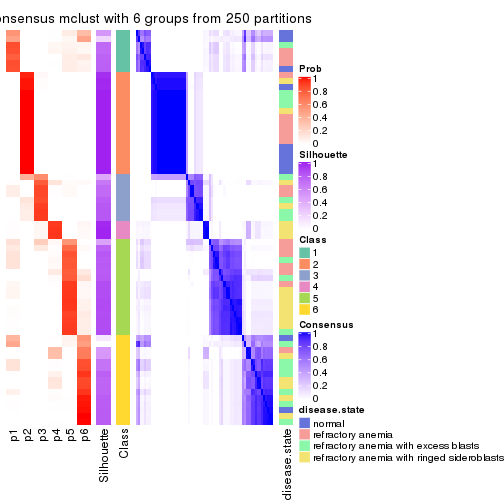 onsensus mclust with 6 groups from 250 partitions
Prob
1
0.8
0.6
0.4
0.2
0
Silhouette
1
0.8
0.6
0.4
0.2
0
Class
1
2
3
4
5
6
Consensus
1
0.8
0.6
0.4
0.2
0
disease.state
normal
refractory anemia
refractory anemia with excess blasts
refractory anemia with ringed sideroblasts
p1
p2
p3
p4
p5
p6
Silhouette
Class
disease.state